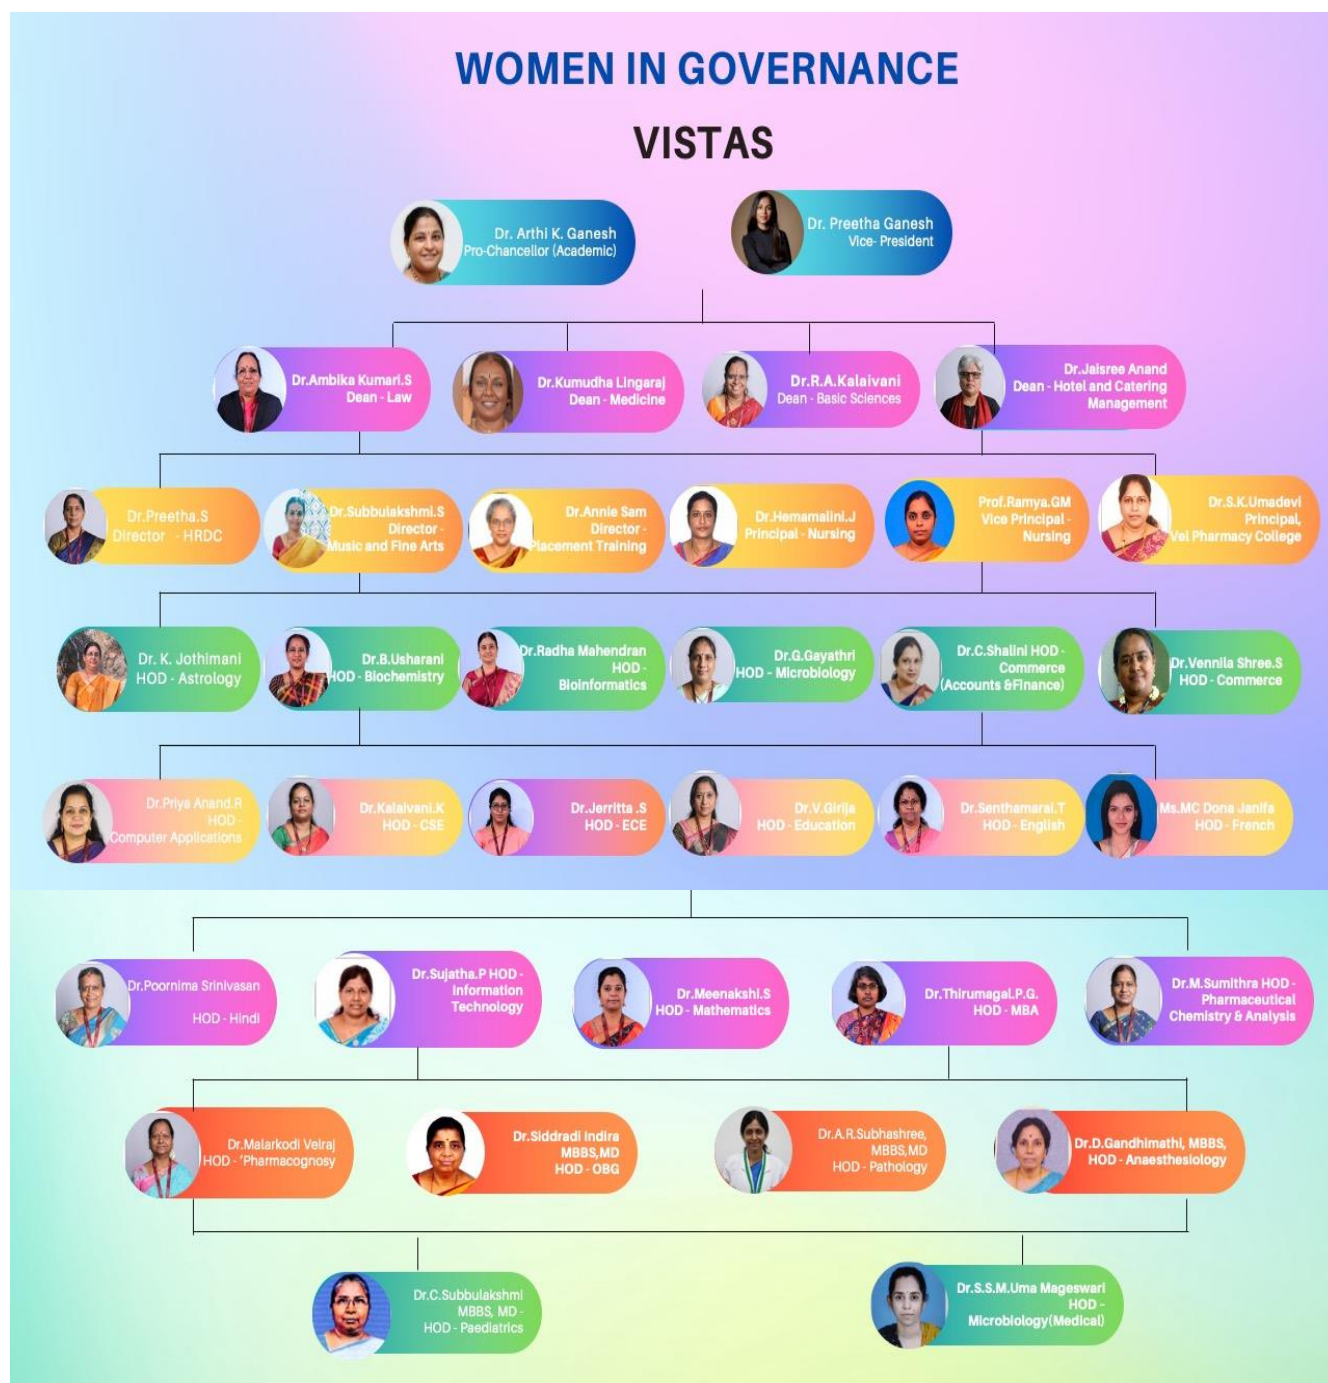 WOMEN IN GOVERNANCE
VISTAS
Dr. Arthi K. Ganesh
Pro-Chancellor (Academic)
Dr. Preetha Ganesh
Vice- President
Dr.Ambika Kumari.S
Dean - Law
Dr.Kumudha Lingaraj
Dean - Medicine
Dr.R.A.Kalaivani
Dean - Basic Sciences
Dr.Jaisree Anand
Dean - Hotel and Catering
Management
Dr.Preetha.S
Director - HRDC
Dr.Subbulakshmi.S
Director -
Music and Fine Arts
Dr.Annie Sam
Director -
Placement Training
Dr.Hemamalini.J
Principal - Nursing
Prof.Ramya.GM
Vice Principal -
Nursing
Dr.S.K.Umadevi
Principal,
Vel Pharmacy College
Dr. K. Jothimani
HOD - Astrology
Dr.B.Usharani
HOD - Biochemistry
Dr.Radha Mahendran
HOD -
Bioinformatics
Dr.G.Gayathri
HOD - Microbiology
Dr.C.Shalini HOD -
Commerce
(Accounts &Finance)
Dr.Vennila Shree.S
HOD - Commerce
Dr.Priya Anand.R
HOD -
Computer Applications
Dr.Kalaivani.K
HOD - CSE
Dr.Jerritta .S
HOD - ECE
Dr.V.Girija
HOD - Education
Dr.Senthamarai.T
HOD - English
Ms.MC Dona Janifa
HOD - French
Dr.Poornima Srinivasan
HOD - Hindi
Dr.Sujatha.P HOD -
Information
Technology
Dr.Meenakshi.S
HOD - Mathematics
Dr.Thirumagal.P.G.
HOD - MBA
Dr.M.Sumithra HOD -
Pharmaceutical
Chemistry & Analysis
Dr.Malarkodi Velraj
HOD - 'Pharmacognosy
Dr.Siddradi Indira
MBBS,MD
HOD - OBG
Dr.A.R.Subhashree,
MBBS,MD
HOD - Pathology
Dr.D.Gandhimathi, MBBS,
HOD - Anaesthesiology
Dr.C.Subbulakshmi
MBBS, MD -
HOD - Paediatrics
Dr.S.S.M.Uma Mageswari
HOD -
Microbiology(Medical)